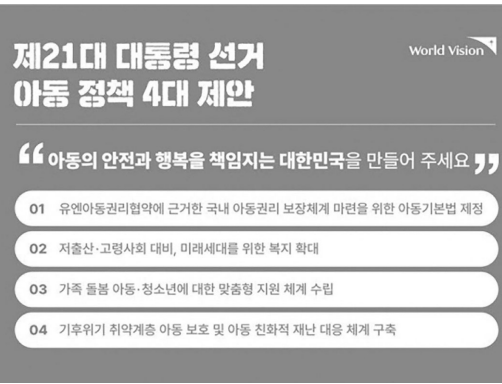 제21대 대통령 선거
아동 정책 4대 제안
World Vision
“아동의 안전과 행복을 책임지는 대한민국을 만들어 주세요”
01 유엔아동권리협약에 근거한 국내 아동권리 보장체계 마련을 위한 아동기본법 제정
02 저출산·고령사회 대비, 미래세대를 위한 복지 확대
03 가족 돌봄 아동·청소년에 대한 맞춤형 지원 체계 수립
04 기후위기 취약계층 아동 보호 및 아동 친화적 재난 대응 체계 구축